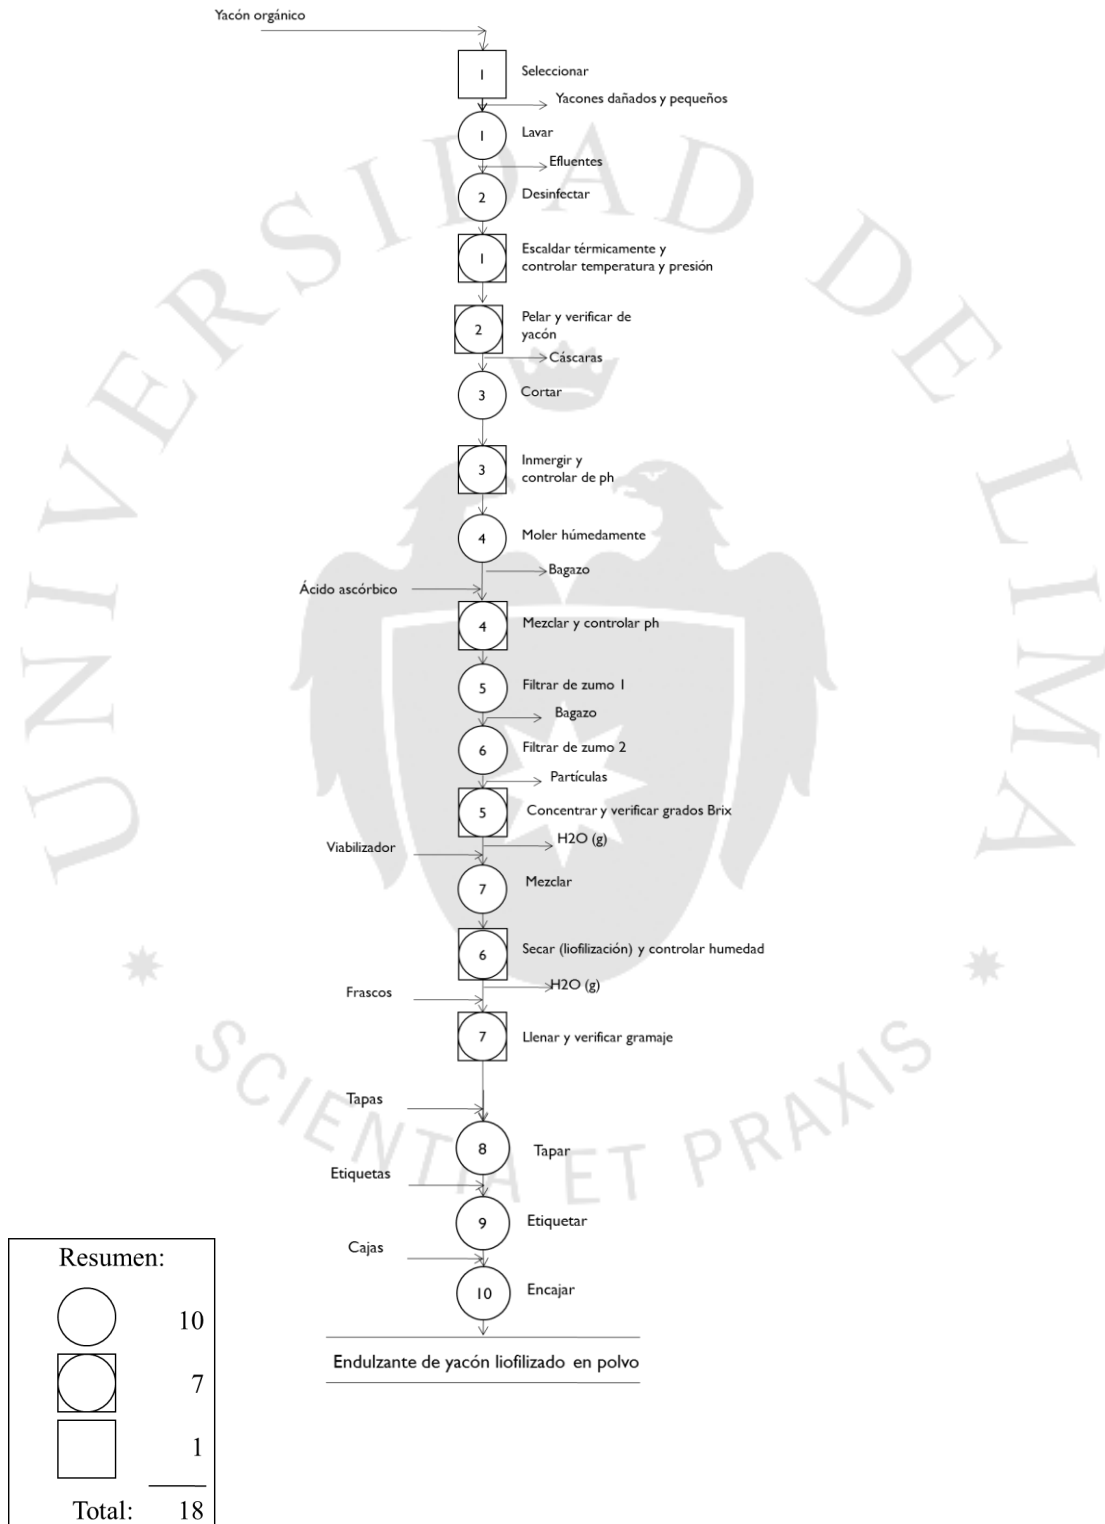 Yacón orgánico
1
Seleccionar
Yacones dañados y pequeños
1
Lavar
Efluentes
2
Desinfectar
1
Escaldar térmicamente y
controlar temperatura y presión
2
Pelar y verificar de
yacón
Cáscaras
3
Cortar
3
Inmergir y
controlar de ph
4
Moler húmedamente
Bagazo
Ácido ascórbico
4
Mezclar y controlar ph
5
Filtrar de zumo 1
Bagazo
6
Filtrar de zumo 2
Partículas
5
Concentrar y verificar grados Brix
H2O (g)
Viabilizador
7
Mezclar
6
Secar (liofilización) y controlar humedad
H2O (g)
Frascos
7
Llenar y verificar gramaje
Tapas
8
Tapar
Etiquetas
9
Etiquetar
Cajas
10
Encajar
Endulzante de yacón liofilizado en polvo
Resumen:
10
7
1
Total: 18
UNIVERSIDAD DE LIMA
SCIENTIA ET PRAXIS